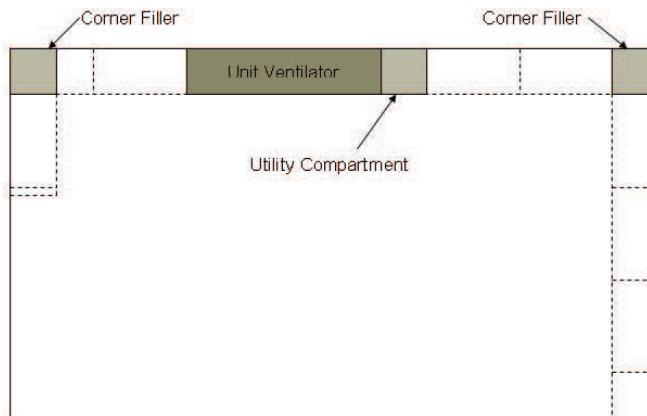 Corner Filler
Corner Filler
Unit Ventilator
Utility Compartment